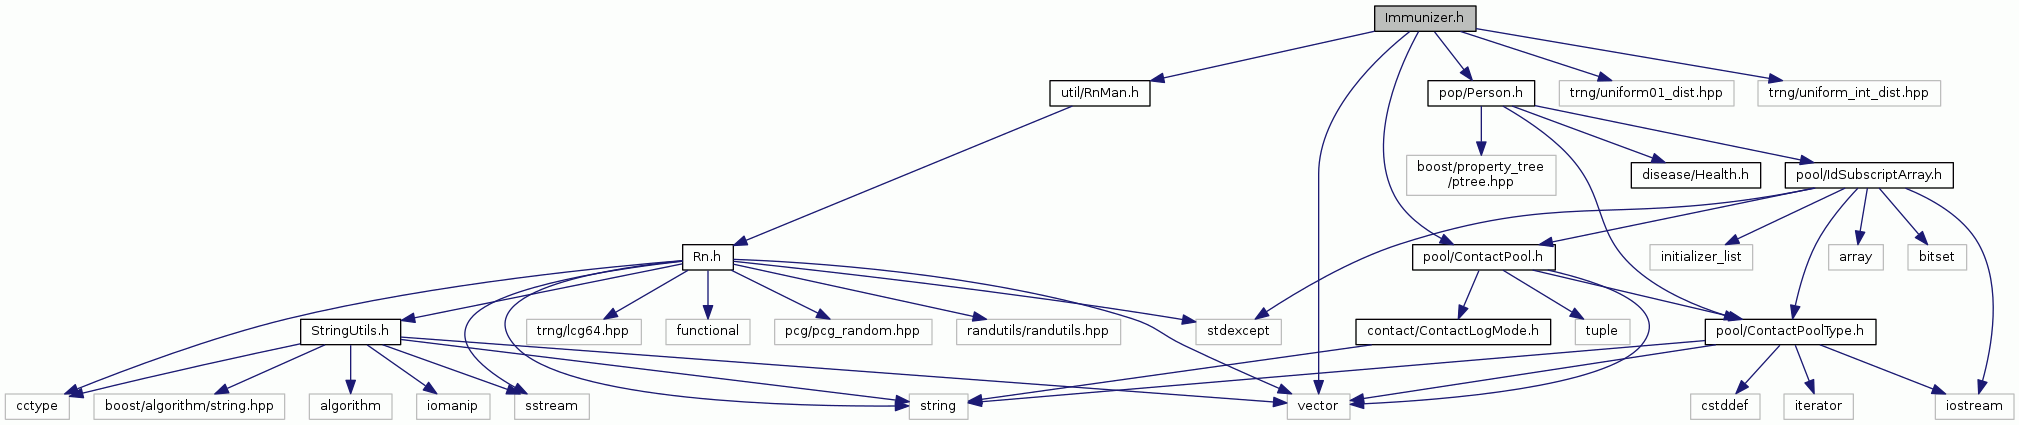 Immunizer.h
util/RnMan.h
pop/Person.h
trng/uniform01_dist.hpp
trng/uniform_int_dist.hpp
boost/property_tree
/ptree.hpp
disease/Health.h
pool/IdSubscriptArray.h
Rn.h
pool/ContactPool.h
initializer_list
array
bitset
StringUtils.h
trng/lcg64.hpp
functional
pcg/pcg_random.hpp
randutils/randutils.hpp
stdexcept
contact/ContactLogMode.h
tuple
pool/ContactPoolType.h
cctype
boost/algorithm/string.hpp
algorithm
iomanip
sstream
string
vector
cstddef
iterator
iostream